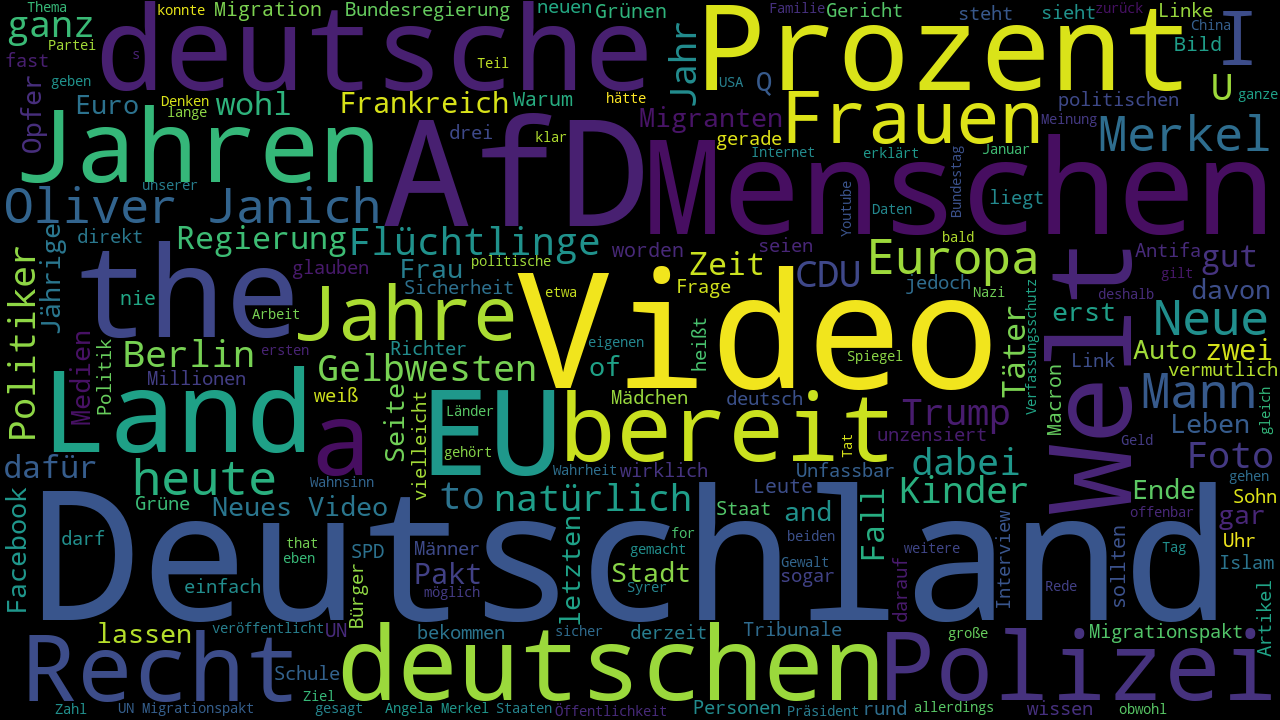 Thema
konnte
Migration
Bundesregierung
neuen
Grünen
Familie
Gericht
steht
sieht
zurück
Linke
ganz
deutsche
Prozent
I
China
Partei
s
Teil
Jahr
Bild
fast
geben
USA
Q
U
ganze
Opfer
Euro
Denken
lange
wohl
Frankreich
Warum
hätte
Migranten
Frauen
politischen
Meinung
Merkel
Jahren
AfD
drei
klar
gerade
Internet
erklärt
Januar
Menschen
unserer
Oliver Janich
Youtube
Daten
Bundestag
liegt
direkt
Regierung
Flüchtlinge
worden
seien
bald
Europa
Antifa
gut
Politiker
Jährige
the
glauben
Frau
politische
Sicherheit
Zeit
Frage
CDU
jedoch
Nazi
Welt
gilt
deshalb
davon
nie
Arbeit
Jahre
etwa
Video
Täter
Verfassungsschutz
erst
Neue
Medien
Politik
Berlin
ersten
Richter
eigenen
of
heißt
Spiegel
Link
Auto
zwei
vermutlich
Millionen
Gelbwesten
weiß
Seite
Mädchen
deutsch
Macron
Mann
Leben
gleich
Land
a
vielleicht
Länder
EU
bereit
Tat
Trump
unzensiert
Geld
gehört
dafür
heute
Wahnsinn
Wahrheit
wirklich
Unfassbar
dabei
Foto
gehen
Facebook
Grüne
Neues Video
to
natürlich
Leute
Kinder
Ende
Sohn
Deutschland
darf
that
eben
SPD
Männer
letzten
for
Staat
and
beiden
Fall
offenbar
gar
Uhr
einfach
Bürger
Pakt
möglich
gemacht
Stadt
Syrer
Gewalt
sogar
weitere
darauf
Interview
Rede
sollten
Tag
Islam
Recht
lassen
veröffentlicht
UN
bekommen
sicher
derzeit
Tribunale
große
Migrationspakt
Artikel
Schule
deutschen
Polizei
Ziel
Zahl
UN Migrationspakt
gesagt
Angela Merkel
Staaten
Öffentlichkeit
Personen
Präsident
rund
allerdings
wissen
obwohl